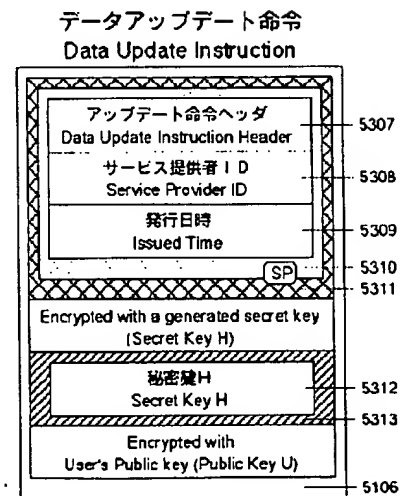 データアップデート命令
Data Update Instruction
アップデート命令ヘッダ
Data Update Instruction Header
5307
サービス提供者ID
Service Provider ID
5308
発行日時
Issued Time
5309
5310
SP
5311
Encrypted with a generated secret key
(Secret Key H)
秘密鍵H
Secret Key H
5312
5313
Encrypted with
User's Public key (Public Key U)
5106